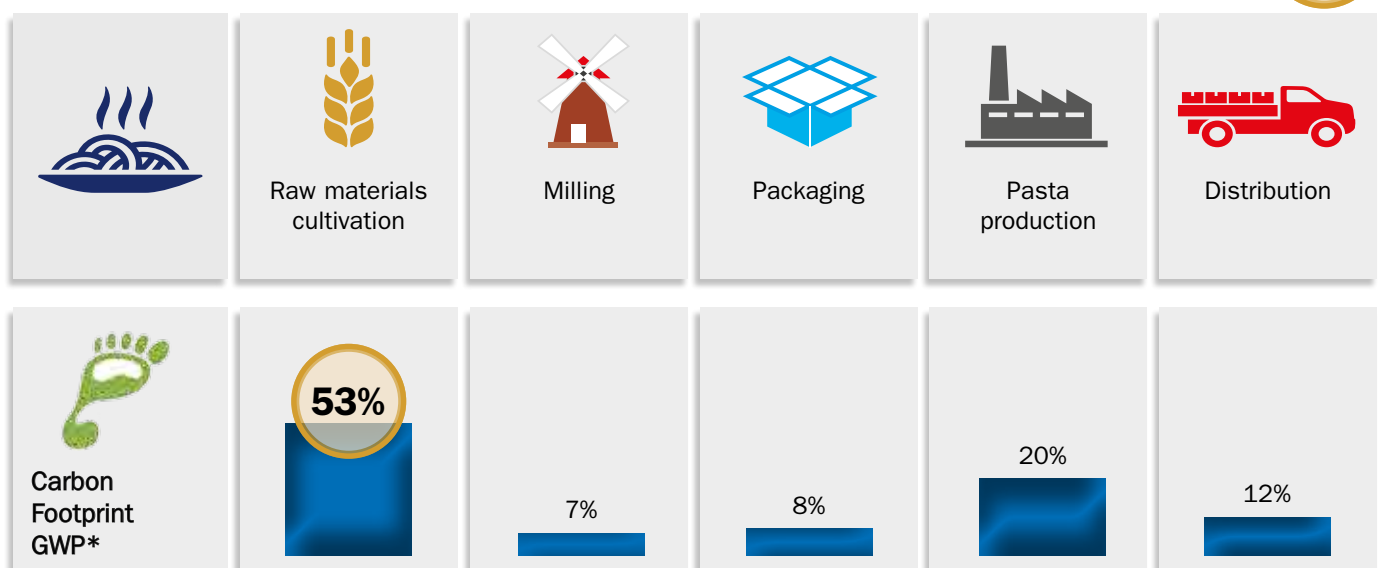 Raw materials
cultivation
Milling
Packaging
Pasta
production
Distribution
Carbon
Footprint
GWP*
53%
7%
8%
20%
12%